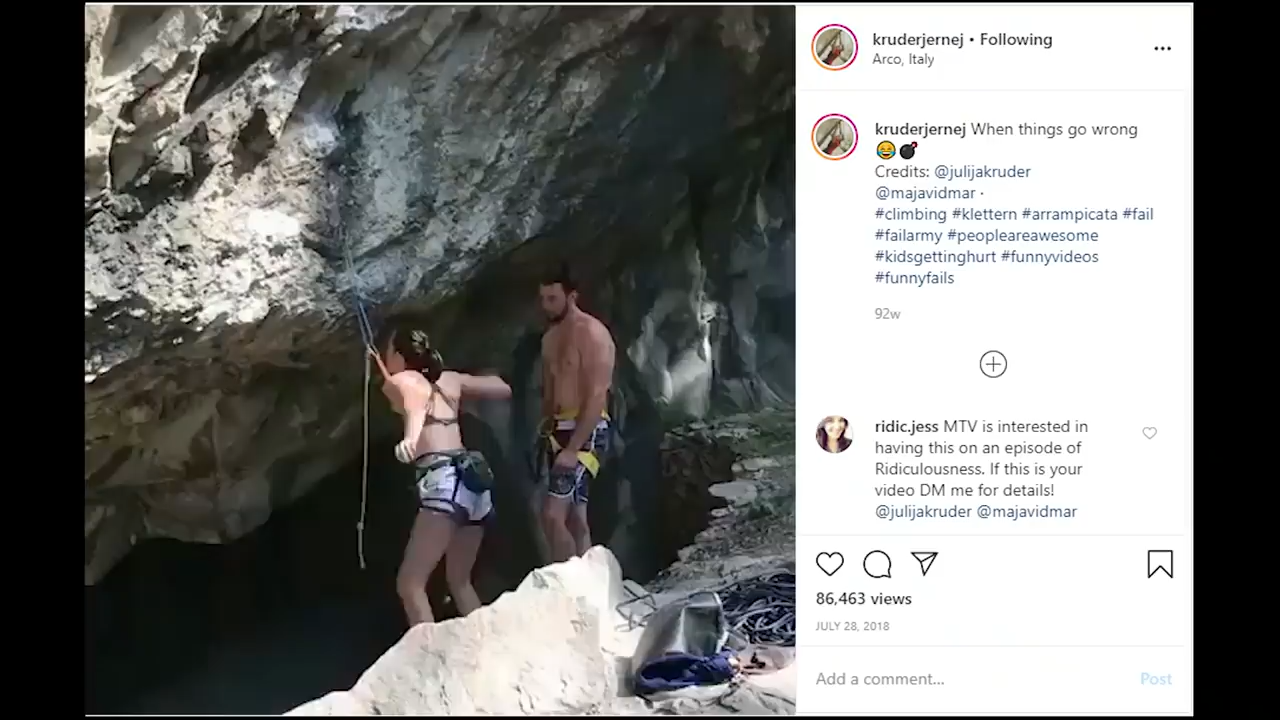 kruderjernej • Following
Arco, Italy
kruderjernej When things go wrong
😂💣
Credits: @julijakruder
@majavidmar ·
#climbing #klettern #arrampicata #fail
#failarmy #peopleareawesome
#kidsgettinghurt #funnyvideos
#funnyfails
92w
ridic.jess MTV is interested in
having this on an episode of
Ridiculousness. If this is your
video DM me for details!
@julijakruder @majavidmar
86,463 views
JULY 28, 2018
Add a comment... Post